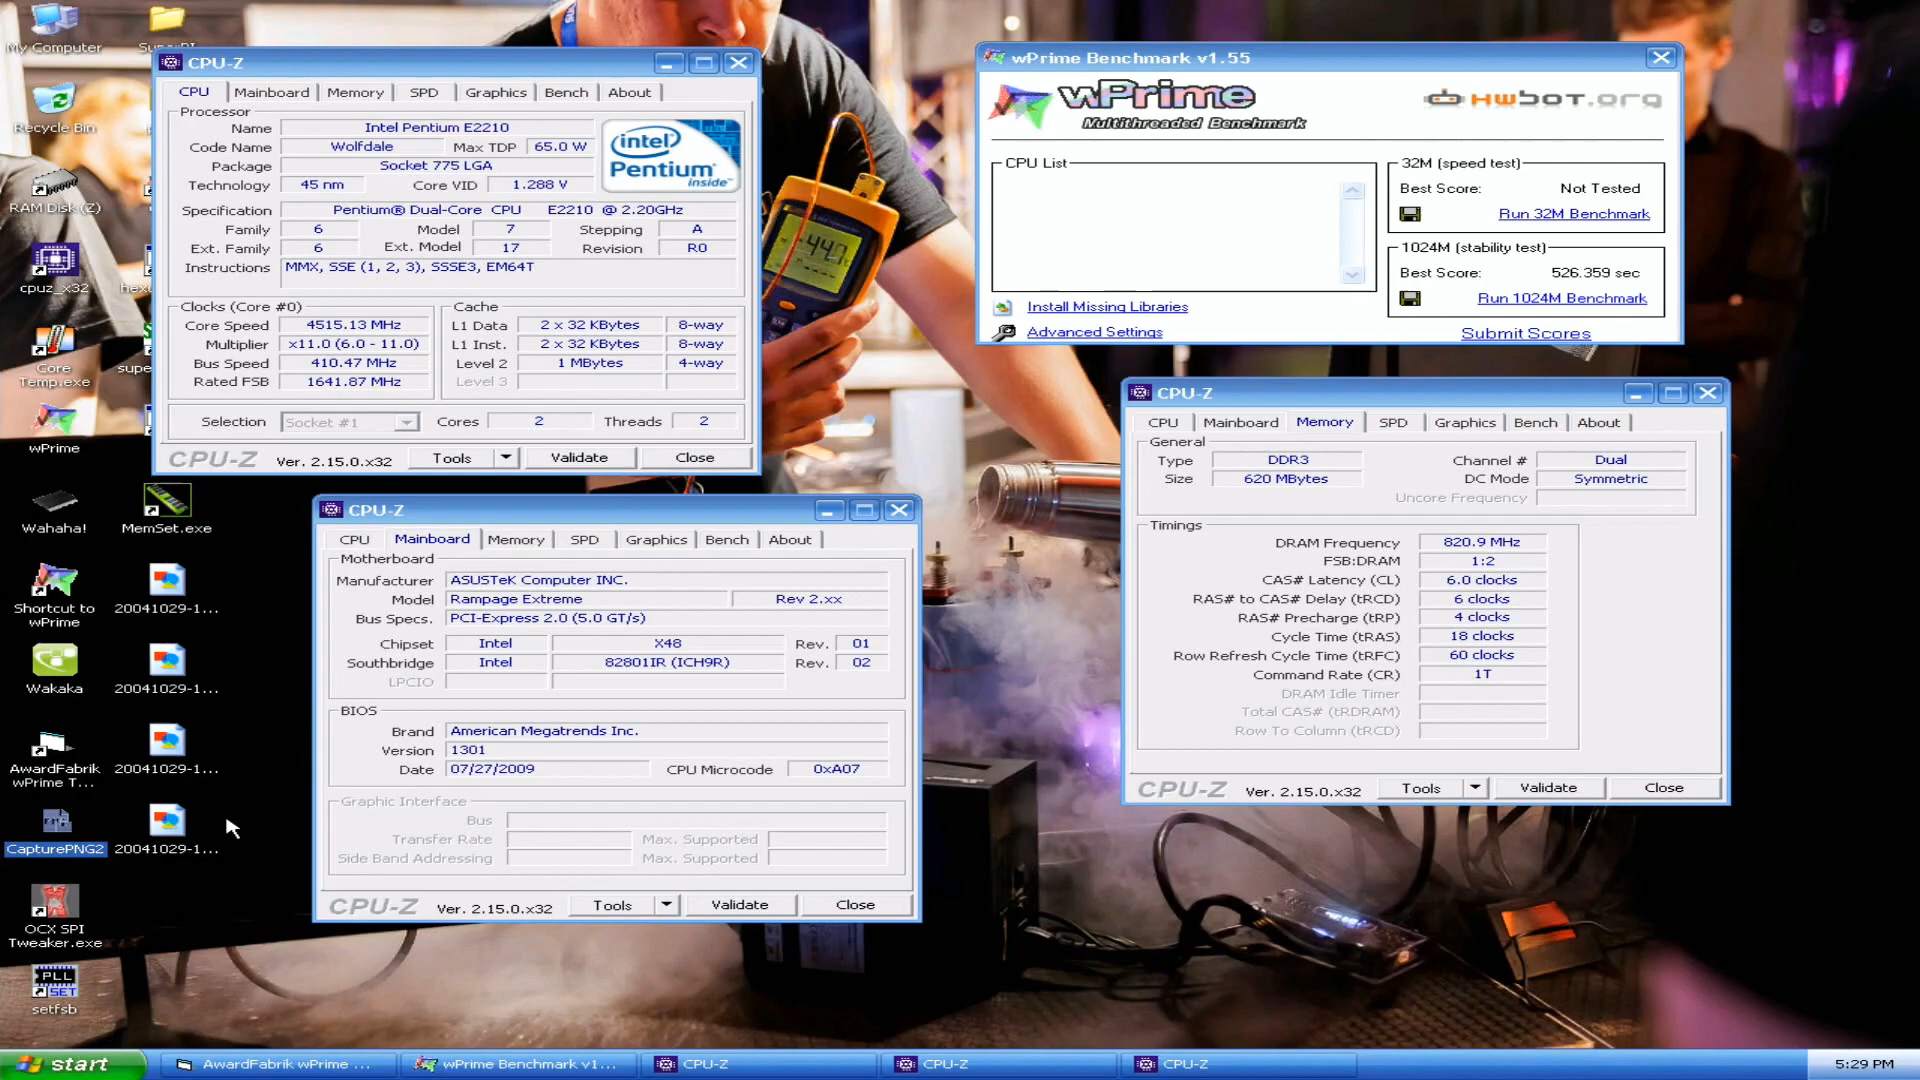 My Computer
Recycle Bin
RAM Disk (Z)
cpuz_x32
Core
Temp.exe
wPrime
Wahaha!
MemSet.exe
Shortcut to
wPrime
20041029-1...
Wakaka
20041029-1...
AwardFabrik
wPrime T...
20041029-1...
CapturePNG2
20041029-1...
OCX SPI
Tweaker.exe
PLL
SET
setfsb
CPU-Z
CPU Mainboard Memory SPD Graphics Bench About
Processor
Name Intel Pentium E2210
Code Name Wolfdale Max TDP 65.0 W
Package Socket 775 LGA
Technology 45 nm Core VID 1.288 V
intel
Pentium
inside
Specification Pentium® Dual-Core CPU E2210 @ 2.20GHz
Family 6 Model 7 Stepping A
Ext. Family 6 Ext. Model 17 Revision R0
Instructions MMX, SSE (1, 2, 3), SSSE3, EM64T
Clocks (Core #0)
Core Speed 4515.13 MHz
Multiplier x11.0 (6.0 - 11.0)
Bus Speed 410.47 MHz
Rated FSB 1641.87 MHz
Cache
L1 Data 2 x 32 KBytes 8-way
L1 Inst. 2 x 32 KBytes 8-way
Level 2 1 MBytes 4-way
Level 3
Selection Socket #1 Cores 2 Threads 2
CPU-Z Ver. 2.15.0.x32 Tools Validate Close
wPrime Benchmark v1.55
wPrime
Multithreaded Benchmark
HWBOT.org
CPU List
32M (speed test)
Best Score: Not Tested
Run 32M Benchmark
1024M (stability test)
Best Score: 526.359 sec
Run 1024M Benchmark
Install Missing Libraries
Advanced Settings
Submit Scores
CPU-Z
CPU Mainboard Memory SPD Graphics Bench About
Motherboard
Manufacturer ASUSTeK Computer INC.
Model Rampage Extreme Rev 2.xx
Bus Specs. PCI-Express 2.0 (5.0 GT/s)
Chipset Intel X48 Rev. 01
Southbridge Intel 82801IR (ICH9R) Rev. 02
LPCIO
BIOS
Brand American Megatrends Inc.
Version 1301
Date 07/27/2009 CPU Microcode 0xA07
Graphic Interface
Bus
Transfer Rate Max. Supported
Side Band Addressing Max. Supported
CPU-Z Ver. 2.15.0.x32 Tools Validate Close
CPU-Z
CPU Mainboard Memory SPD Graphics Bench About
General
Type DDR3 Channel # Dual
Size 620 MBytes DC Mode Symmetric
Uncore Frequency
Timings
DRAM Frequency 820.9 MHz
FSB:DRAM 1:2
CAS# Latency (CL) 6.0 clocks
RAS# to CAS# Delay (tRCD) 6 clocks
RAS# Precharge (tRP) 4 clocks
Cycle Time (tRAS) 18 clocks
Row Refresh Cycle Time (tRFC) 60 clocks
Command Rate (CR) 1T
DRAM Idle Timer
Total CAS# (tRDRAM)
Row To Column (tRCD)
CPU-Z Ver. 2.15.0.x32 Tools Validate Close
start AwardFabrik wPrime ... wPrime Benchmark v1... CPU-Z CPU-Z CPU-Z 5:29 PM